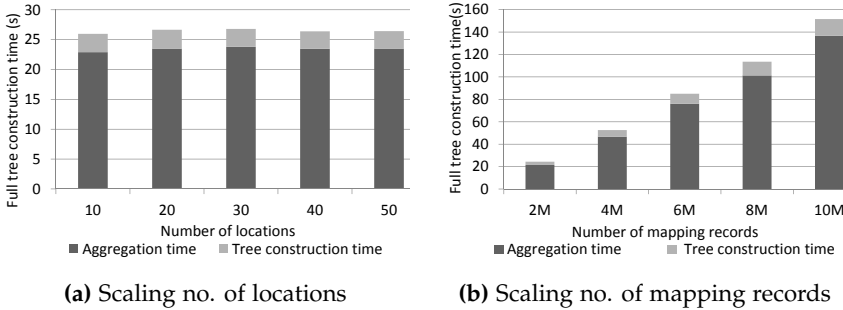 Full tree construction time (s)
30
25
20
15
10
5
0
10 20 30 40 50
Number of locations
Aggregation time Tree construction time
(a) Scaling no. of locations
Full tree construction time(s)
160
140
120
100
80
60
40
20
0
2M 4M 6M 8M 10M
Number of mapping records
Aggregation time Tree construction time
(b) Scaling no. of mapping records